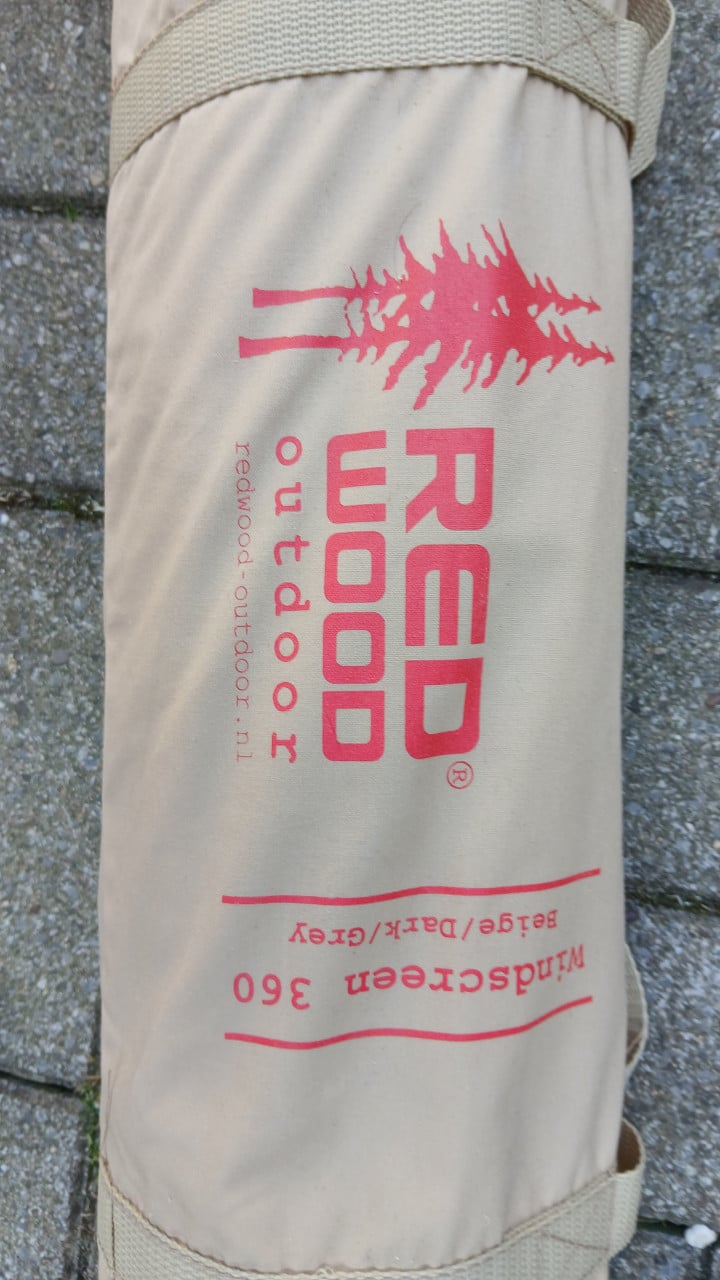 RED
WOOD®
outdoor
redwood-outdoor.nl
Windscreen 360
Beige/Dark/Grey